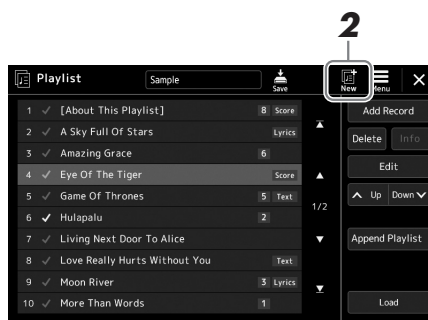 2
Playlist
Sample
Save
New
Menu
1 [About This Playlist] 8 Score
2 A Sky Full Of Stars Lyrics
3 Amazing Grace 6
4 Eye Of The Tiger Score
5 Game Of Thrones 5 Text
6 Hulapalu 2
7 Living Next Door To Alice
8 Love Really Hurts Without You Text
9 Moon River 3 Lyrics
10 More Than Words 1
1/2
Add Record
Delete Info
Edit
Up Down
Append Playlist
Load